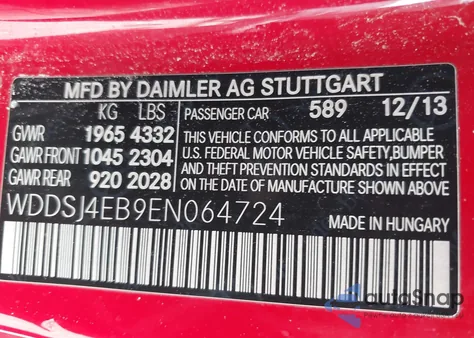 MFD BY DAIMLER AG STUTTGART
KG LBS PASSENGER CAR 589 12/13
GVWR 1965 4332
GAWR FRONT 1045 2304
GAWR REAR 920 2028
THIS VEHICLE CONFORMS TO ALL APPLICABLE
U.S. FEDERAL MOTOR VEHICLE SAFETY,BUMPER
AND THEFT PREVENTION STANDARDS IN EFFECT
ON THE DATE OF MANUFACTURE SHOWN ABOVE.
WDDSJ4EB9EN064724
MADE IN HUNGARY
autoSnap